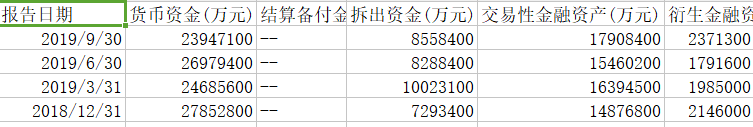 报告日期 货币资金(万元) 结算备付金 拆出资金(万元) 交易性金融资产(万元) 衍生金融资
2019/9/30 23947100 -- 8558400 17908400 2371300
2019/6/30 26979400 -- 8288400 15460200 1791600
2019/3/31 24685600 -- 10023100 16394500 1985000
2018/12/31 27852800 -- 7293400 14876800 2146000